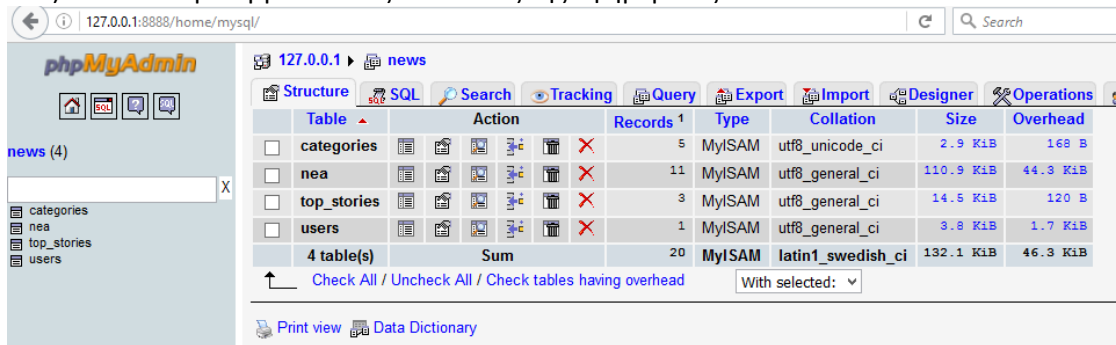 127.0.0.1:8888/home/mysql/
Search
phpMyAdmin
SQL
SQL
news (4)
X
categories
nea
top_stories
users
127.0.0.1 ▸ news
Structure SQL Search Tracking Query Export Import Designer Operations
Table Action Records 1 Type Collation Size Overhead
categories 5 MyISAM utf8_unicode_ci 2.9 KiB 168 B
nea 11 MyISAM utf8_general_ci 110.9 KiB 44.3 KiB
top_stories 3 MyISAM utf8_general_ci 14.5 KiB 120 B
users 1 MyISAM utf8_general_ci 3.8 KiB 1.7 KiB
4 table(s) Sum 20 MyISAM latin1_swedish_ci 132.1 KiB 46.3 KiB
Check All / Uncheck All / Check tables having overhead With selected:
Print view Data Dictionary